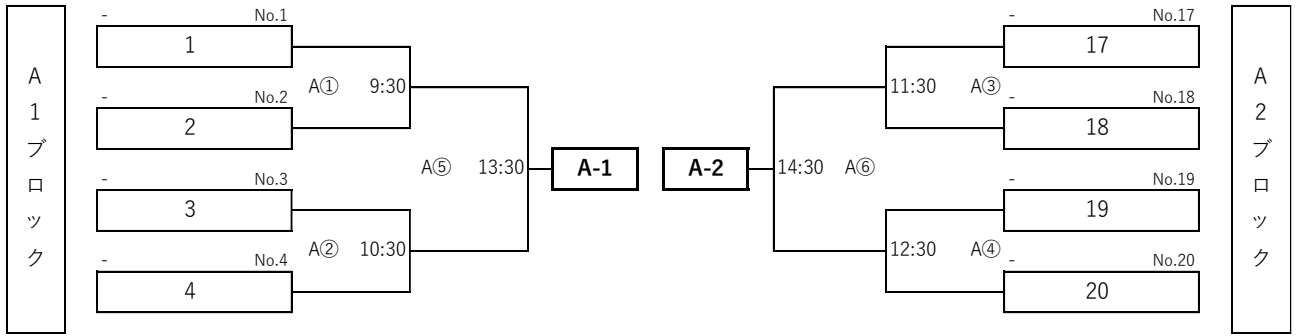 A1ブロック
- No.1
1
A① 9:30
- No.2
2
A⑤ 13:30
A-1
- No.3
3
A② 10:30
- No.4
4
- No.17
17
11:30 A③
- No.18
18
A-2
14:30 A⑥
- No.19
19
12:30 A④
- No.20
20
A2ブロック